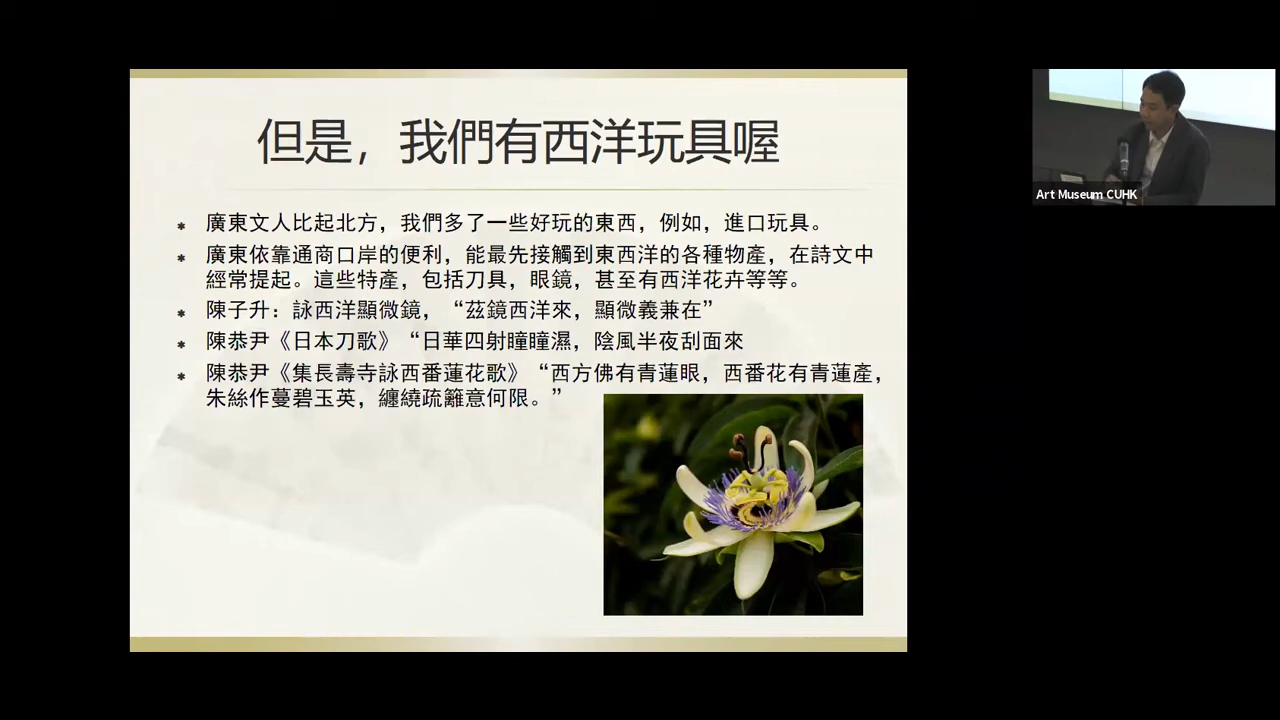 但是，我們有西洋玩具喔
* 廣東文人比起北方，我們多了一些好玩的東西，例如，進口玩具。
* 廣東依靠通商口岸的便利，能最先接觸到東西洋的各種物產，在詩文中
經常提起。這些特產，包括刀具，眼鏡，甚至有西洋花卉等等。
* 陳子升：詠西洋顯微鏡，“茲鏡西洋來，顯微義兼在”
* 陳恭尹《日本刀歌》“日華四射瞳瞳濕，陰風半夜刮面來
* 陳恭尹《集長壽寺詠西番蓮花歌》“西方佛有青蓮眼，西番花有青蓮產，
朱絲作蔓碧玉英，纏繞疏籬意何限。”
Art Museum CUHK